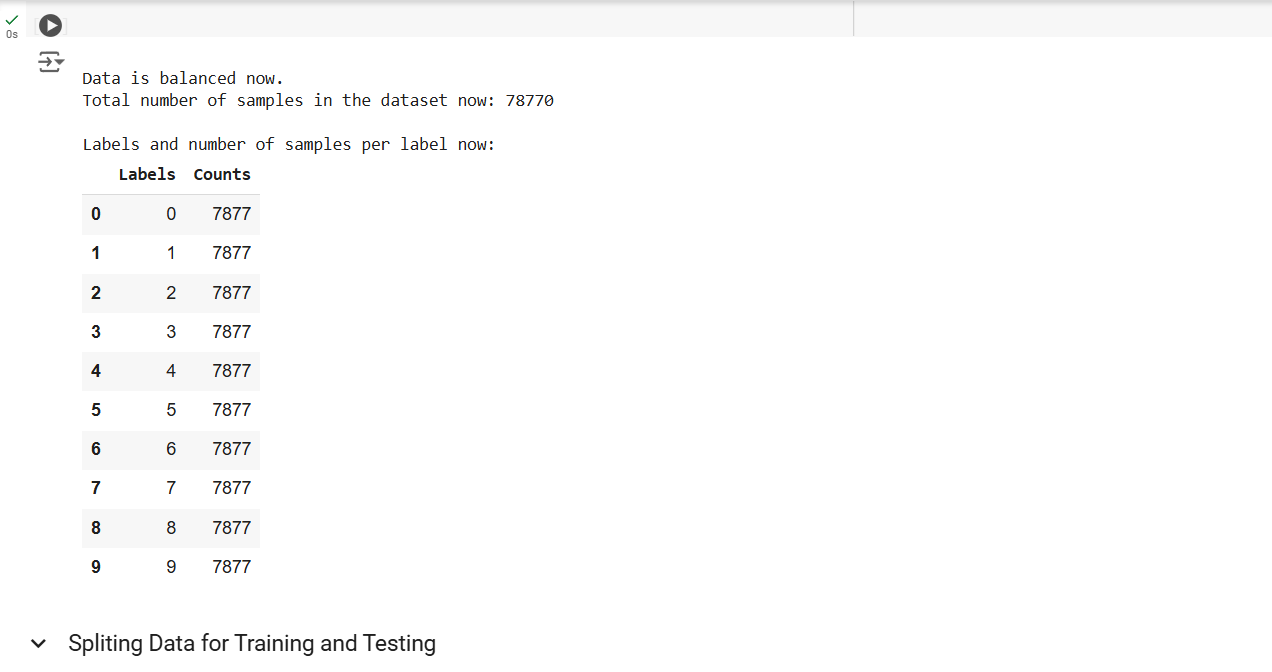 0s
Data is balanced now.
Total number of samples in the dataset now: 78770
Labels and number of samples per label now:
Labels Counts
0 0 7877
1 1 7877
2 2 7877
3 3 7877
4 4 7877
5 5 7877
6 6 7877
7 7 7877
8 8 7877
9 9 7877
Spliting Data for Training and Testing